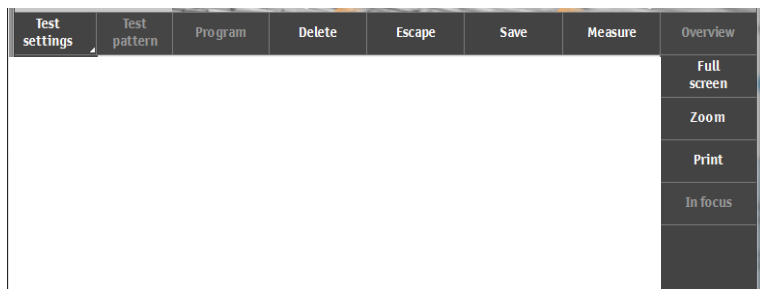 Test
settings
Test
pattern
Program
Delete
Escape
Save
Measure
Overview
Full
screen
Zoom
Print
In focus